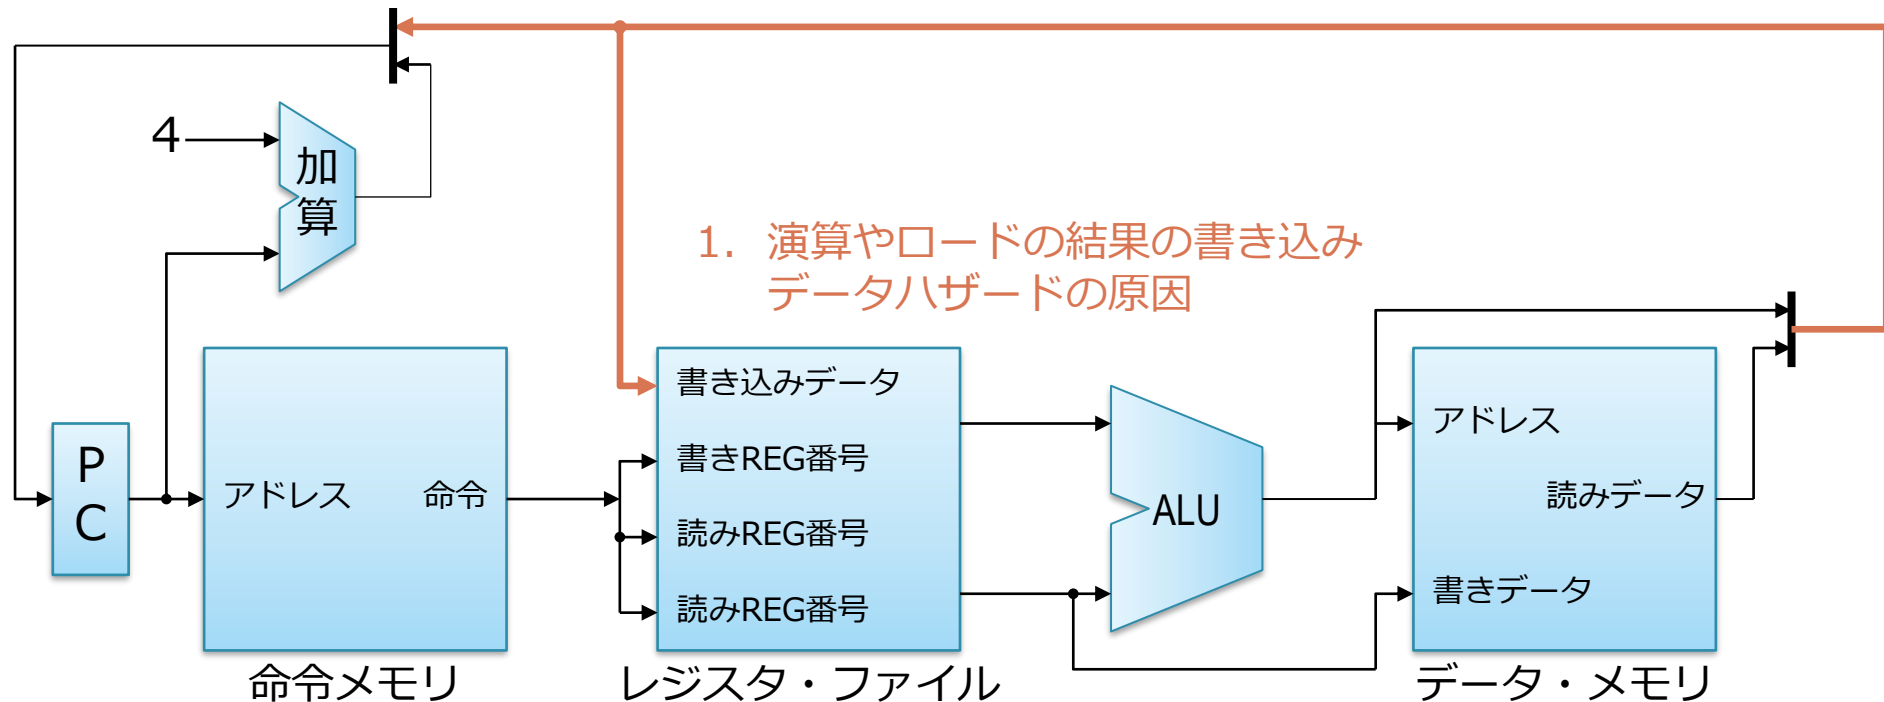 4
加
算
1. 演算やロードの結果の書き込み
データハザードの原因
P
C
アドレス 命令
命令メモリ
書き込みデータ
書きREG番号
読みREG番号
読みREG番号
レジスタ・ファイル
ALU
アドレス
読みデータ
書きデータ
データ・メモリ